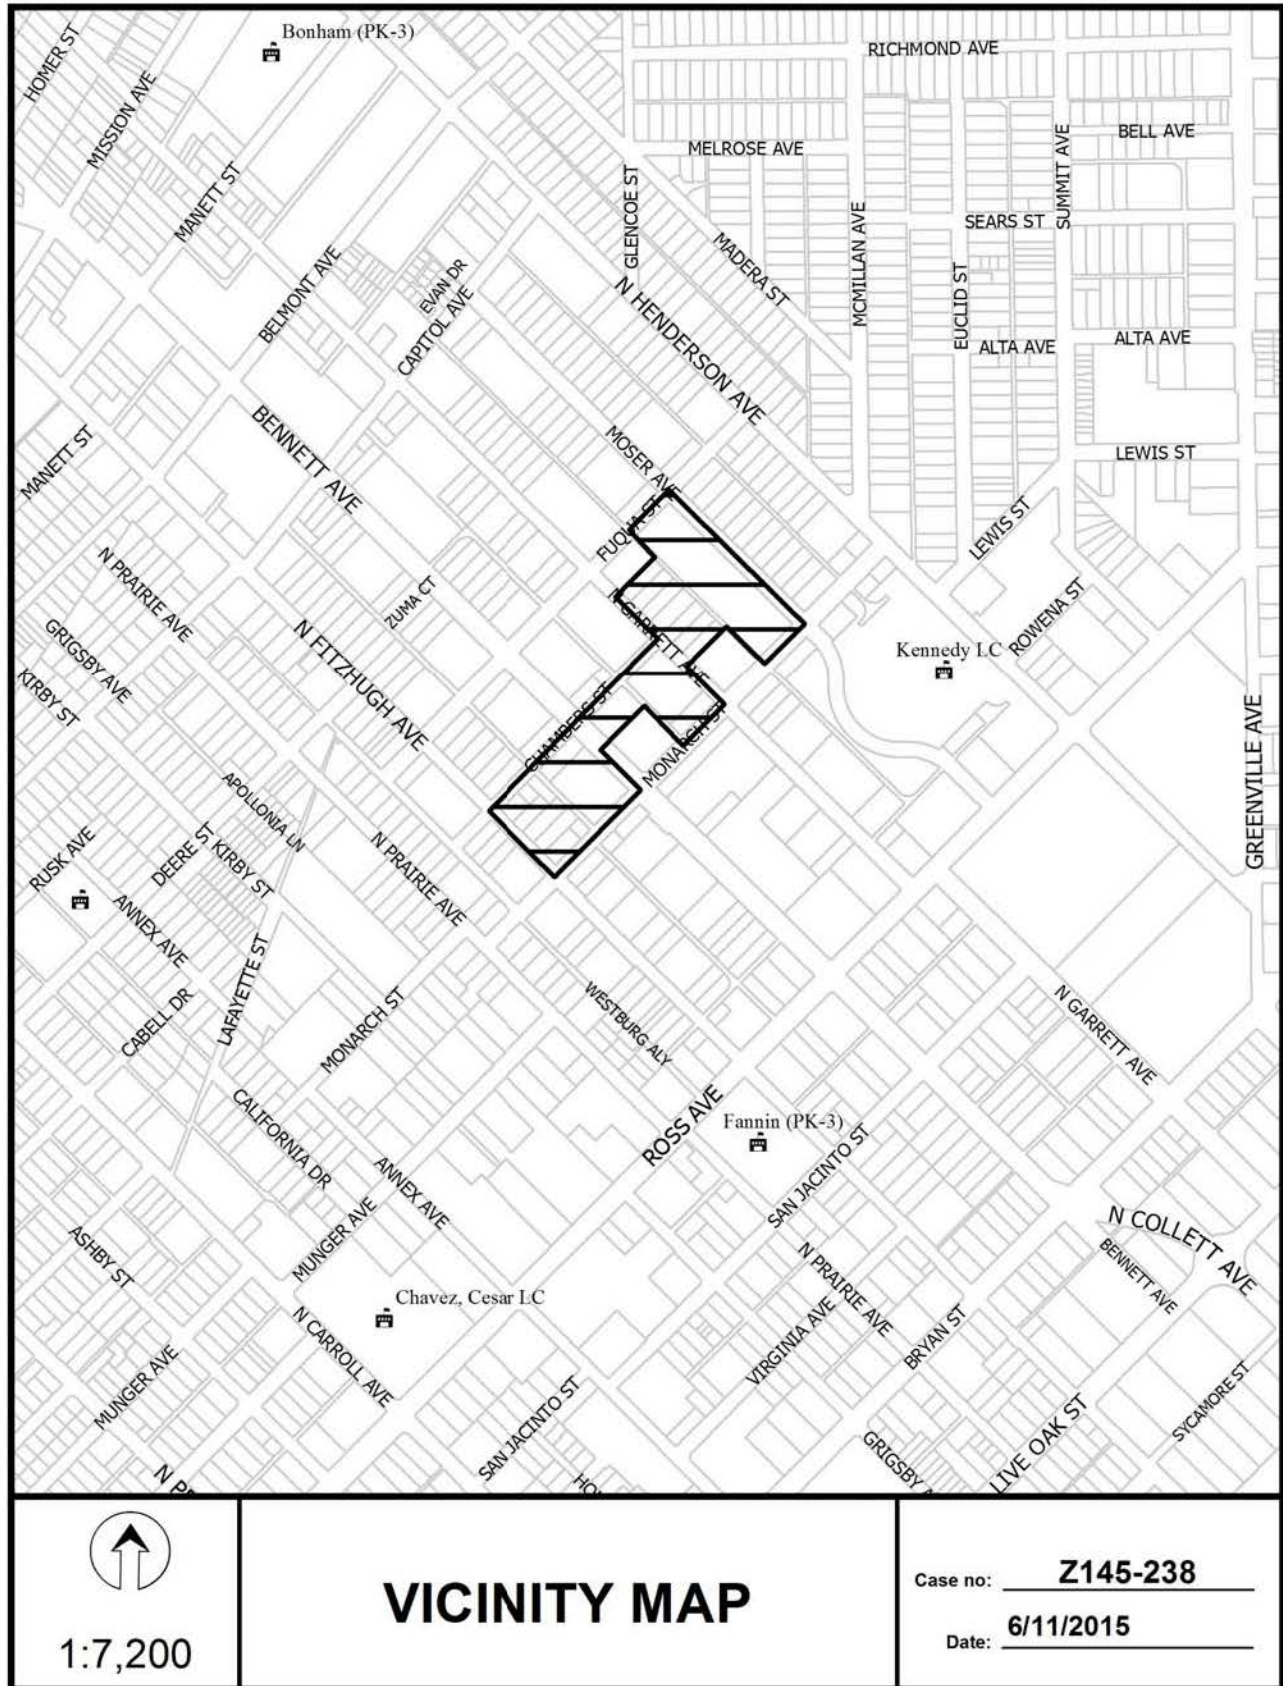 Bonham (PK-3)
HOMER ST
RICHMOND AVE
MISSION AVE
BELL AVE
MELROSE AVE
SUMMIT AVE
MANETT ST
GLENCOE ST
MCMILLAN AVE
SEARS ST
MADERA ST
BELMONT AVE
EVAN DR
CAPITOL AVE
N HENDERSON AVE
EUCLID ST
ALTA AVE
ALTA AVE
BENNETT AVE
MANETT ST
MOSER AVE
LEWIS ST
FUQUA ST
LEWIS ST
N PRAIRIE AVE
ZUMA CT
N GARRETT AVE
ROWENA ST
GRIGSBY AVE
N FITZHUGH AVE
Kennedy LC
KIRBY ST
CHAMBERS ST
MONARCH ST
GREENVILLE AVE
APOLLONIA LN
RUSK AVE
DEERE ST
KIRBY ST
N PRAIRIE AVE
ANNEX AVE
LAFAYETTE ST
CABELL DR
MONARCH ST
WESTBURG ALY
N GARRETT AVE
CALIFORNIA DR
ROSS AVE
Fannin (PK-3)
SAN JACINTO ST
ANNEX AVE
MUNGER AVE
ASHBY ST
N COLLETT AVE
BENNETT AVE
N PRAIRIE AVE
Chavez, Cesar LC
N CARROLL AVE
VIRGINIA AVE
BRYAN ST
MUNGER AVE
SAN JACINTO ST
SYCAMORE ST
LIVE OAK ST
GRIGSBY A
VICINITY MAP
1:7,200
Case no: Z145-238
Date: 6/11/2015